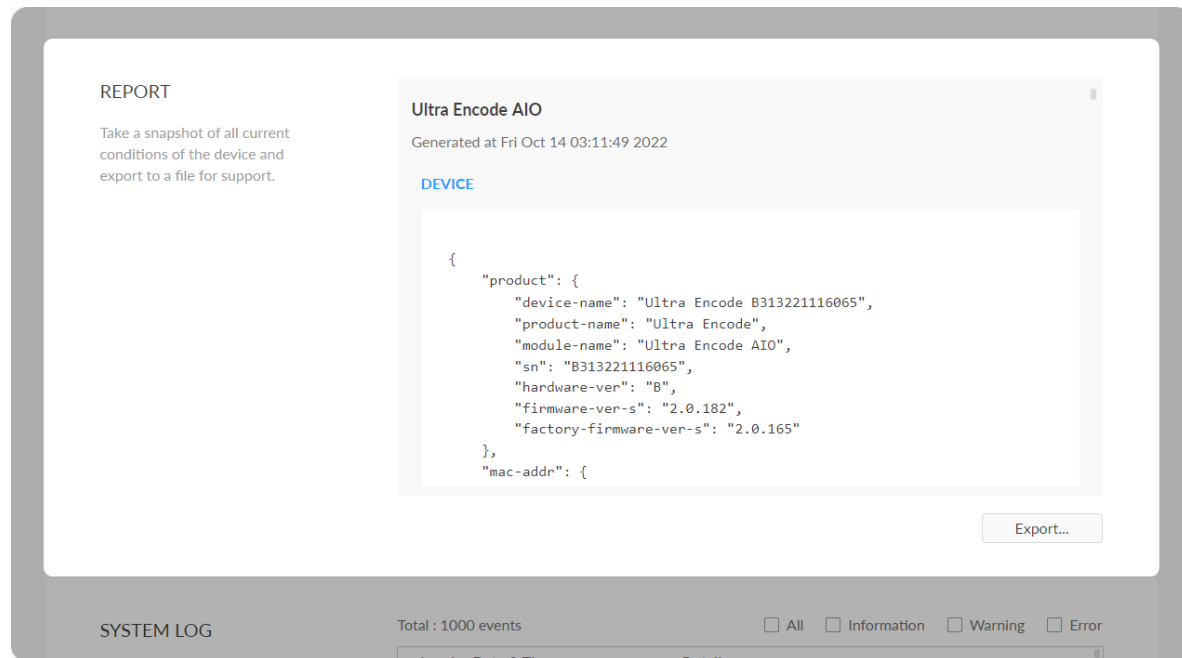 REPORT
Take a snapshot of all current
conditions of the device and
export to a file for support.
Ultra Encode AIO
Generated at Fri Oct 14 03:11:49 2022
DEVICE
{
"product": {
"device-name": "Ultra Encode B313221116065",
"product-name": "Ultra Encode",
"module-name": "Ultra Encode AIO",
"sn": "B313221116065",
"hardware-ver": "B",
"firmware-ver-s": "2.0.182",
"factory-firmware-ver-s": "2.0.165"
},
"mac-addr": {
Export...
SYSTEM LOG
Total : 1000 events
All Information Warning Error